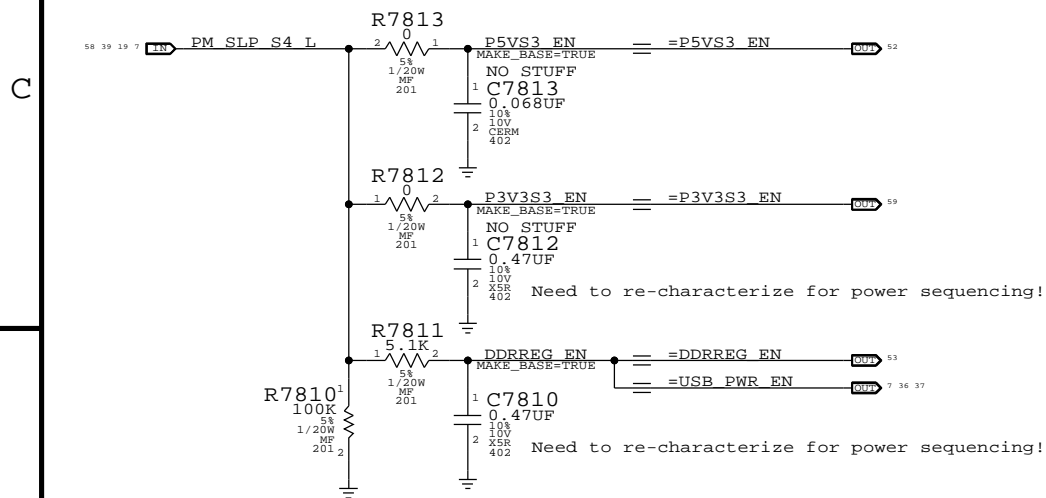 R7813
0
58 39 19 7 IN PM_SLP_S4_L 2 1 P5VS3_EN =P5VS3_EN OUT 52
5% MAKE_BASE=TRUE
1/20W
MF
201
NO STUFF
C
1 C7813
0.068UF
10%
10V
2 CERM
402
R7812
0
1 2 P3V3S3_EN =P3V3S3_EN OUT 59
5% MAKE_BASE=TRUE
1/20W
MF
201
NO STUFF
1 C7812
0.47UF
10%
10V
2 X5R
402
Need to re-characterize for power sequencing!
R7811
5.1K
1 2 DDRREG_EN =DDRREG_EN OUT 53
5% MAKE_BASE=TRUE
1/20W
MF
201
=USB_PWR_EN OUT 7 36 37
R7810 1
100K
5%
1/20W
MF
201 2
1 C7810
0.47UF
10%
10V
2 X5R
402
Need to re-characterize for power sequencing!